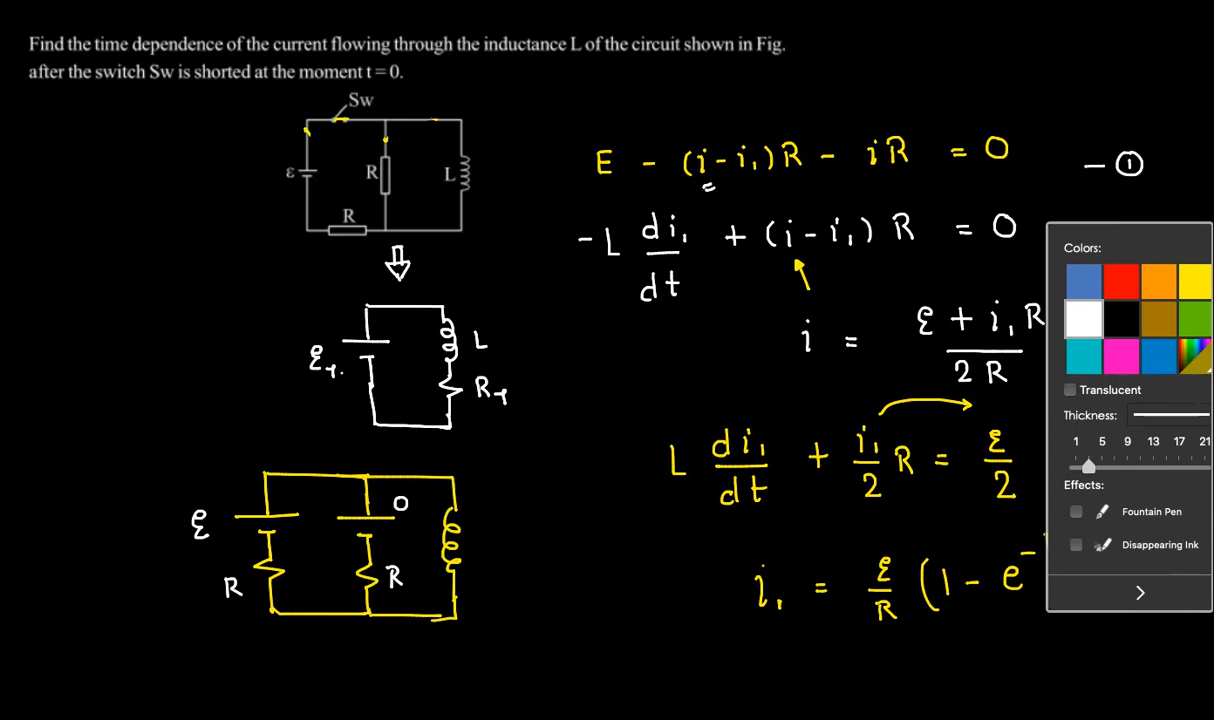 Find the time dependence of the current flowing through the inductance L of the circuit shown in Fig.
after the switch Sw is shorted at the moment t = 0.
Sw
ε
R
L
R
E - (i - i₁)R - iR = 0 - ①
-L di₁/dt + (i - i₁) R = 0
i = ε + i₁R / 2R
L di₁/dt + i₁/2 R = ε/2
i₁ = ε/R (1 - e⁻
L
R
ε
O
R
R
Colors:
Translucent
Thickness:
1 5 9 13 17 21
Effects:
Fountain Pen
Disappearing Ink